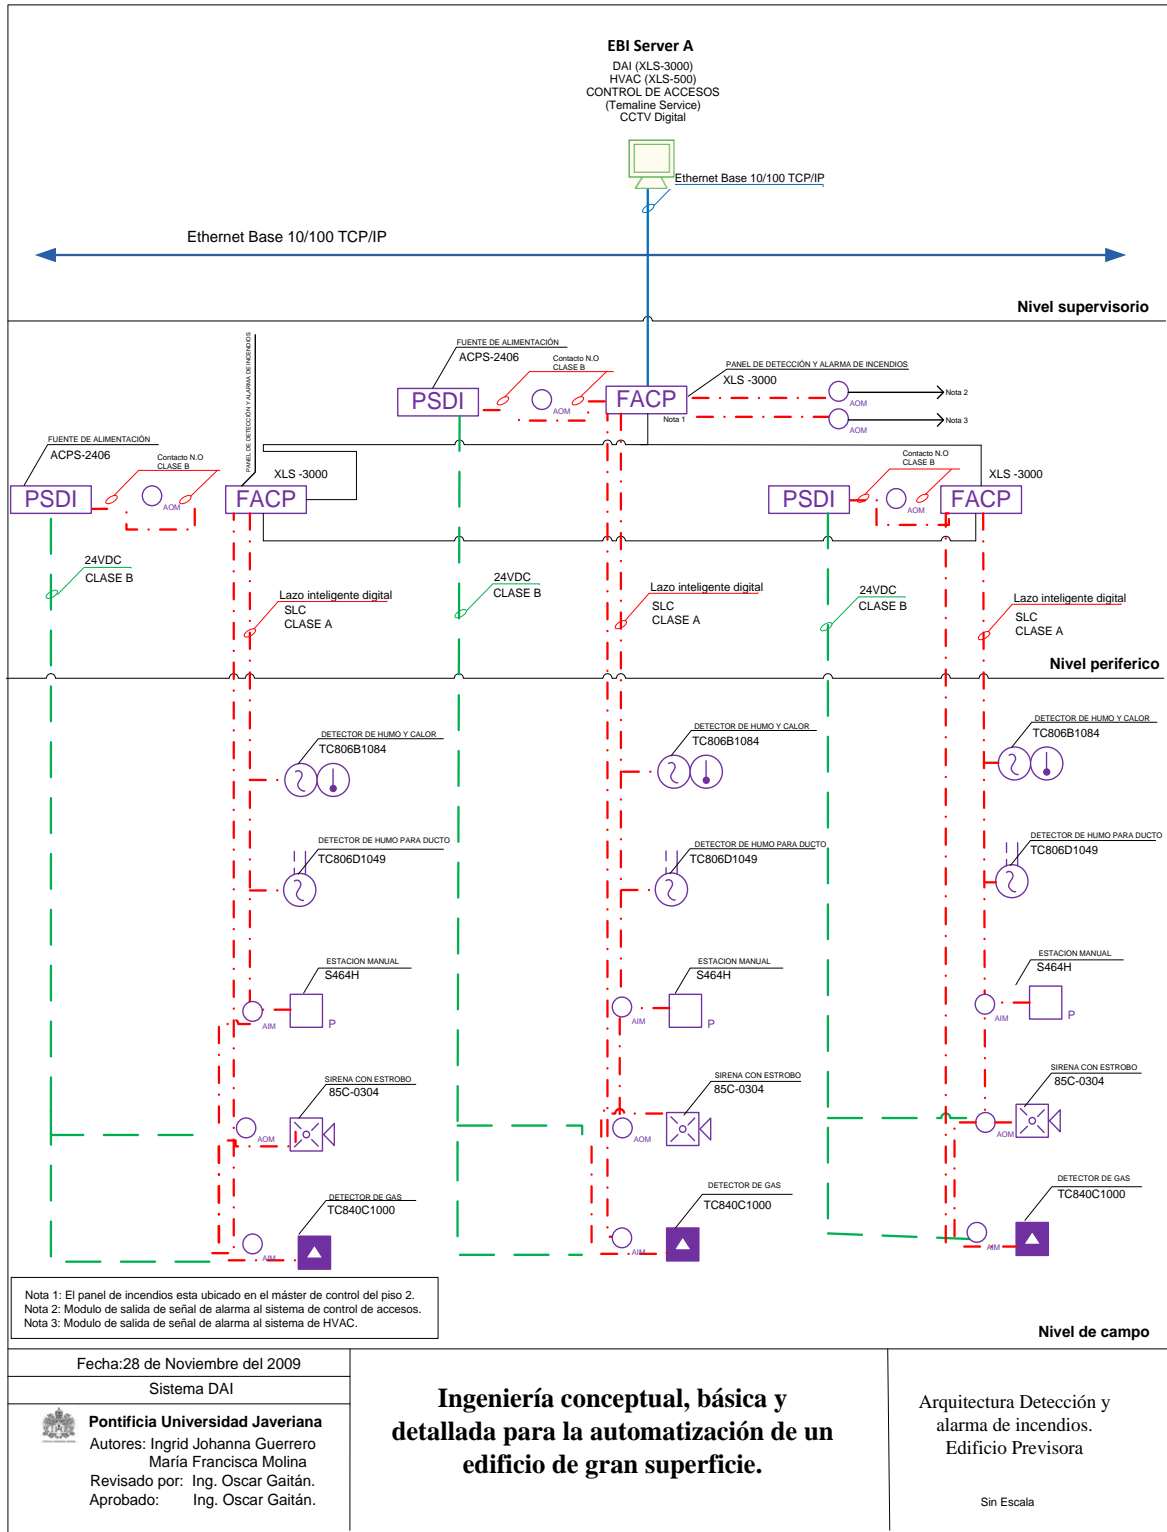 EBI Server A
DAI (XLS-3000)
HVAC (XLS-500)
CONTROL DE ACCESOS
(Temaline Service)
CCTV Digital
Ethernet Base 10/100 TCP/IP
Ethernet Base 10/100 TCP/IP
Nivel supervisorio
FUENTE DE ALIMENTACIÓN
ACPS-2406
Contacto N.O
CLASE B
PANEL DE DETECCIÓN Y ALARMA DE INCENDIOS
XLS -3000
PSDI
AOM
FACP
Nota 1
AOM
Nota 2
AOM
Nota 3
PANEL DE DETECCIÓN Y ALARMA DE INCENDIOS
FUENTE DE ALIMENTACIÓN
ACPS-2406
Contacto N.O
CLASE B
XLS -3000
PSDI
AOM
FACP
Contacto N.O
CLASE B
XLS -3000
PSDI
AOM
FACP
24VDC
CLASE B
Lazo inteligente digital
SLC
CLASE A
24VDC
CLASE B
Lazo inteligente digital
SLC
CLASE A
24VDC
CLASE B
Lazo inteligente digital
SLC
CLASE A
Nivel periferico
DETECTOR DE HUMO Y CALOR
TC806B1084
DETECTOR DE HUMO Y CALOR
TC806B1084
DETECTOR DE HUMO Y CALOR
TC806B1084
DETECTOR DE HUMO PARA DUCTO
TC806D1049
DETECTOR DE HUMO PARA DUCTO
TC806D1049
DETECTOR DE HUMO PARA DUCTO
TC806D1049
ESTACION MANUAL
S464H
AIM
P
ESTACION MANUAL
S464H
AIM
P
ESTACION MANUAL
S464H
AIM
P
SIRENA CON ESTROBO
85C-0304
AOM
SIRENA CON ESTROBO
85C-0304
AOM
SIRENA CON ESTROBO
85C-0304
AOM
DETECTOR DE GAS
TC840C1000
AIM
DETECTOR DE GAS
TC840C1000
AIM
DETECTOR DE GAS
TC840C1000
AIM
Nota 1: El panel de incendios esta ubicado en el máster de control del piso 2.
Nota 2: Modulo de salida de señal de alarma al sistema de control de accesos.
Nota 3: Modulo de salida de señal de alarma al sistema de HVAC.
Nivel de campo
Fecha:28 de Noviembre del 2009
Sistema DAI
Pontificia Universidad Javeriana
Autores: Ingrid Johanna Guerrero
María Francisca Molina
Revisado por: Ing. Oscar Gaitán.
Aprobado: Ing. Oscar Gaitán.
Ingeniería conceptual, básica y
detallada para la automatización de un
edificio de gran superficie.
Arquitectura Detección y
alarma de incendios.
Edificio Previsora
Sin Escala